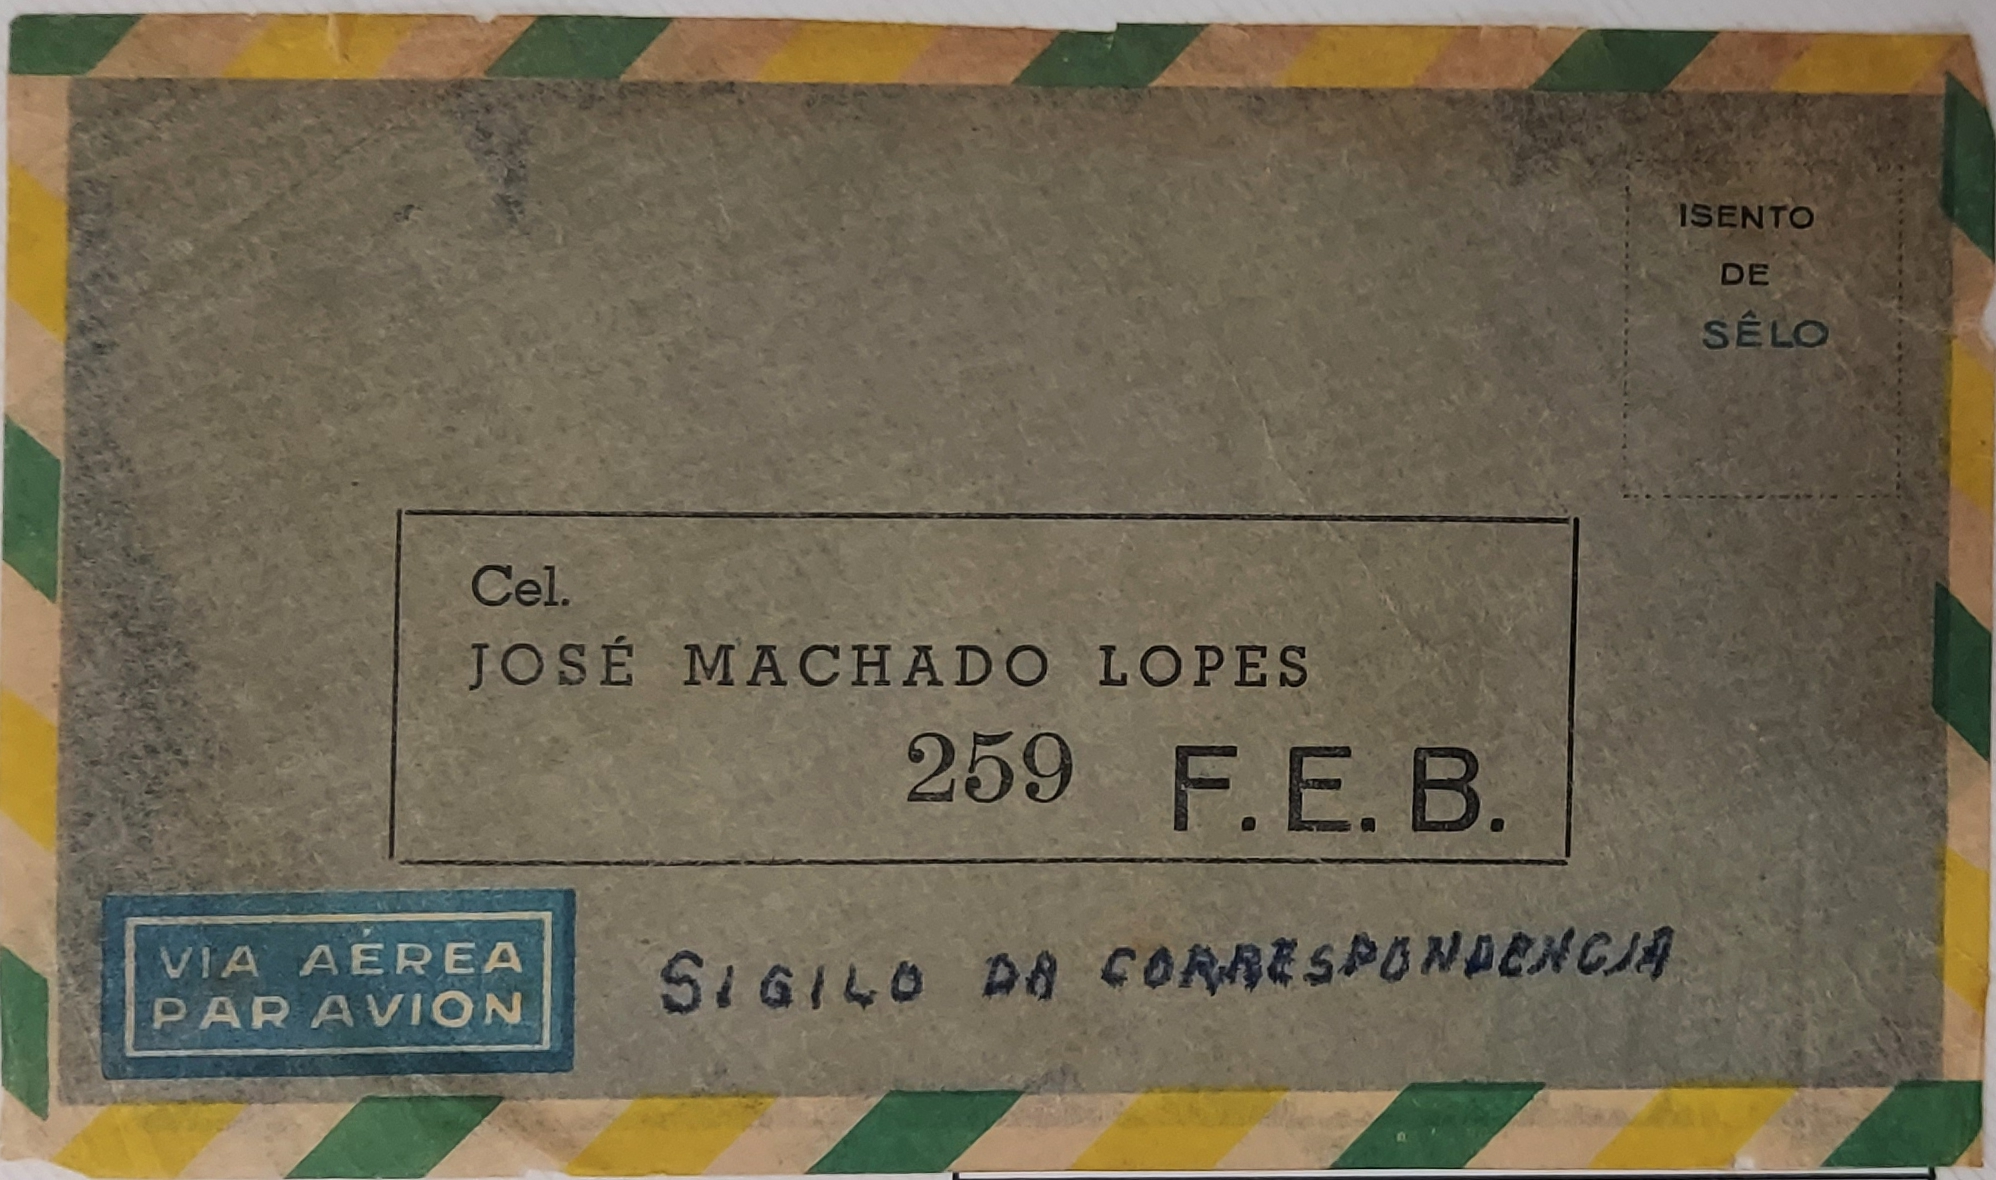 ISENTO
DE
SÊLO
Cel.
JOSÉ MACHADO LOPES
259 F.E.B.
VIA AÉREA
PAR AVION
SIGILO DA CORRESPONDENCIA